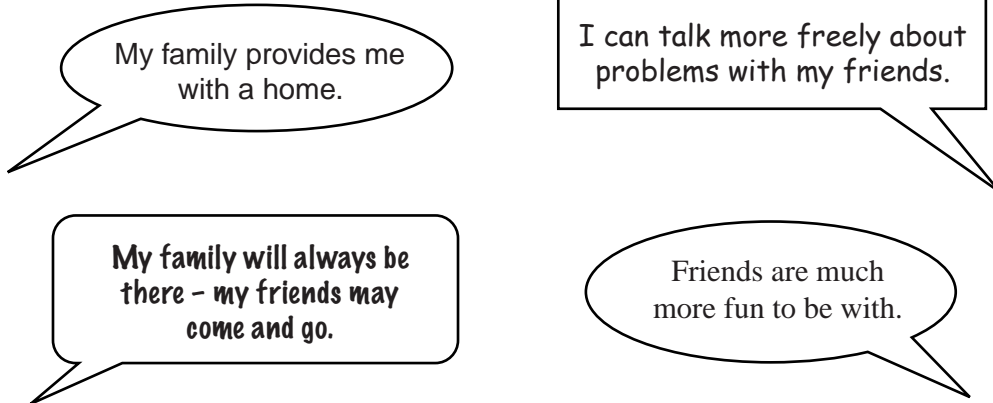 My family provides me
with a home.
I can talk more freely about
problems with my friends.
My family will always be
there – my friends may
come and go.
Friends are much
more fun to be with.